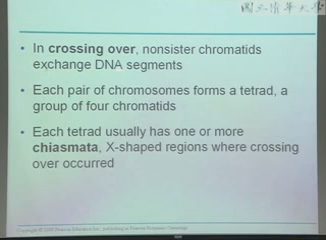 國立清華大學
• In crossing over, nonsister chromatids
exchange DNA segments
• Each pair of chromosomes forms a tetrad, a
group of four chromatids
• Each tetrad usually has one or more
chiasmata, X-shaped regions where crossing
over occurred